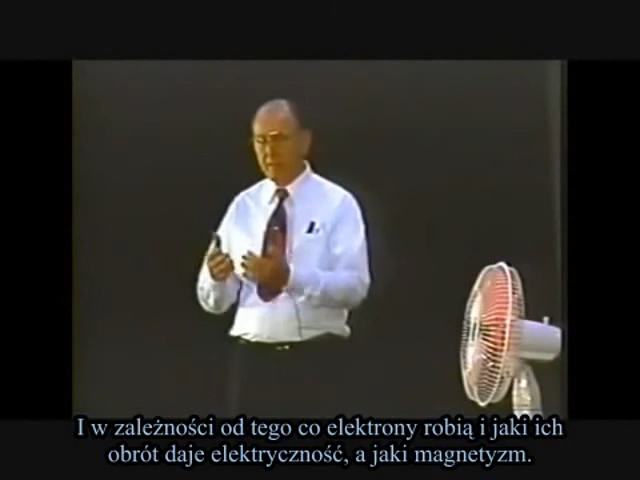 I w zależności od tego co elektrony robią i jaki ich
obrót daje elektryczność, a jaki magnetyzm.